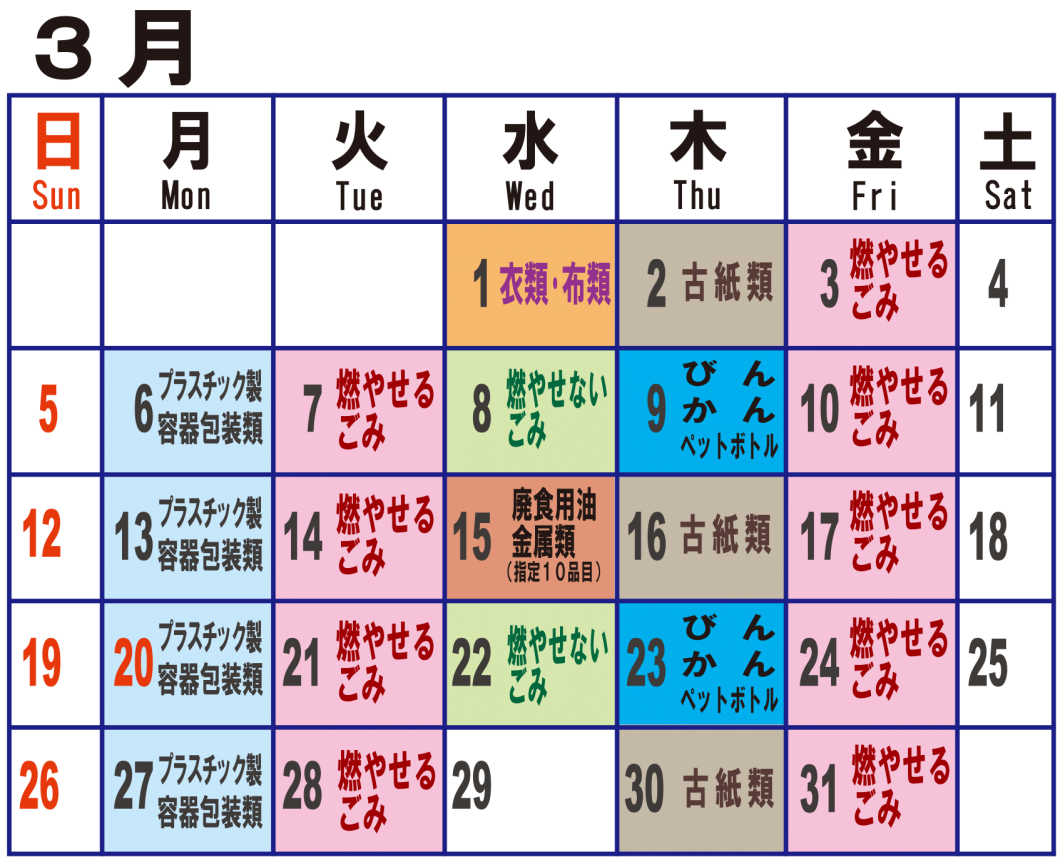 3月
日 月 火 水 木 金 土
Sun Mon Tue Wed Thu Fri Sat
1 衣類・布類
2 古紙類
3 燃やせる
ごみ
4
5
6 プラスチック製
容器包装類
7 燃やせる
ごみ
8 燃やせない
ごみ
9 びん
かん
ペットボトル
10 燃やせる
ごみ
11
12
13 プラスチック製
容器包装類
14 燃やせる
ごみ
15 廃食用油
金属類
(指定10品目)
16 古紙類
17 燃やせる
ごみ
18
19
20 プラスチック製
容器包装類
21 燃やせる
ごみ
22 燃やせない
ごみ
23 びん
かん
ペットボトル
24 燃やせる
ごみ
25
26
27 プラスチック製
容器包装類
28 燃やせる
ごみ
29
30 古紙類
31 燃やせる
ごみ